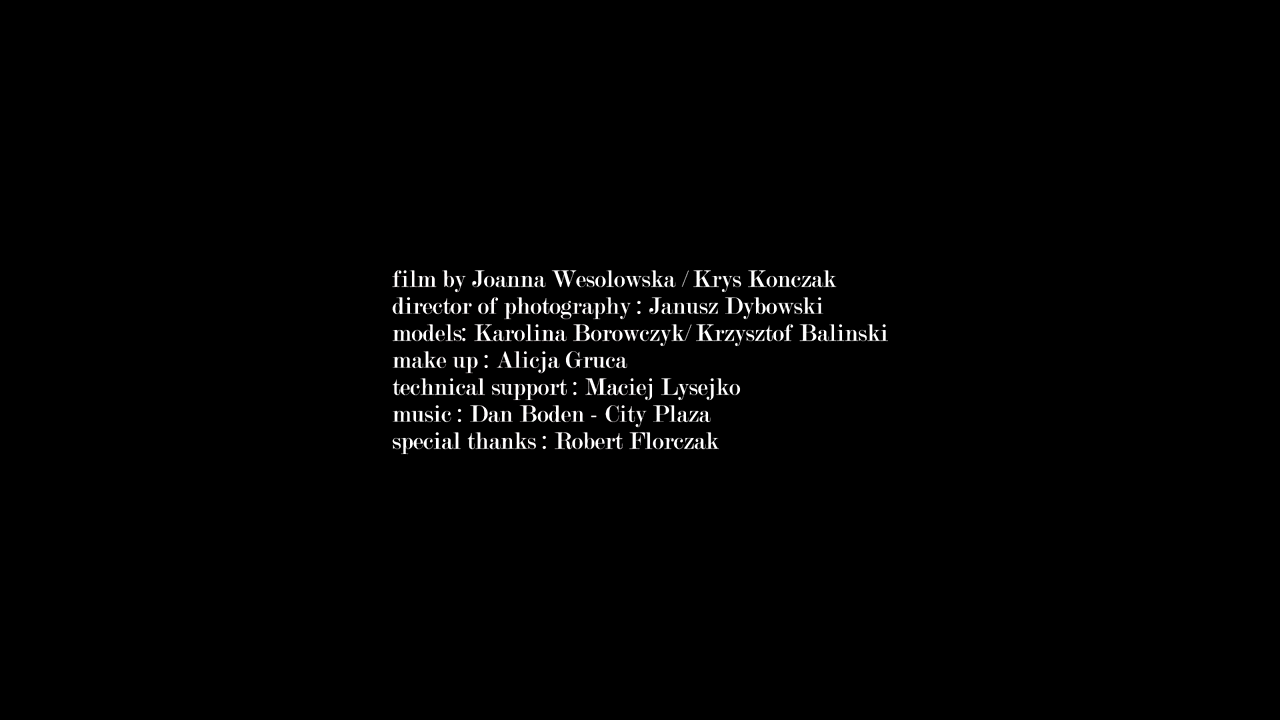 film by Joanna Wesolowska / Krys Konczak
director of photography : Janusz Dybowski
models: Karolina Borowczyk/ Krzysztof Balinski
make up : Alicja Gruca
technical support : Maciej Lysejko
music : Dan Boden - City Plaza
special thanks : Robert Florczak